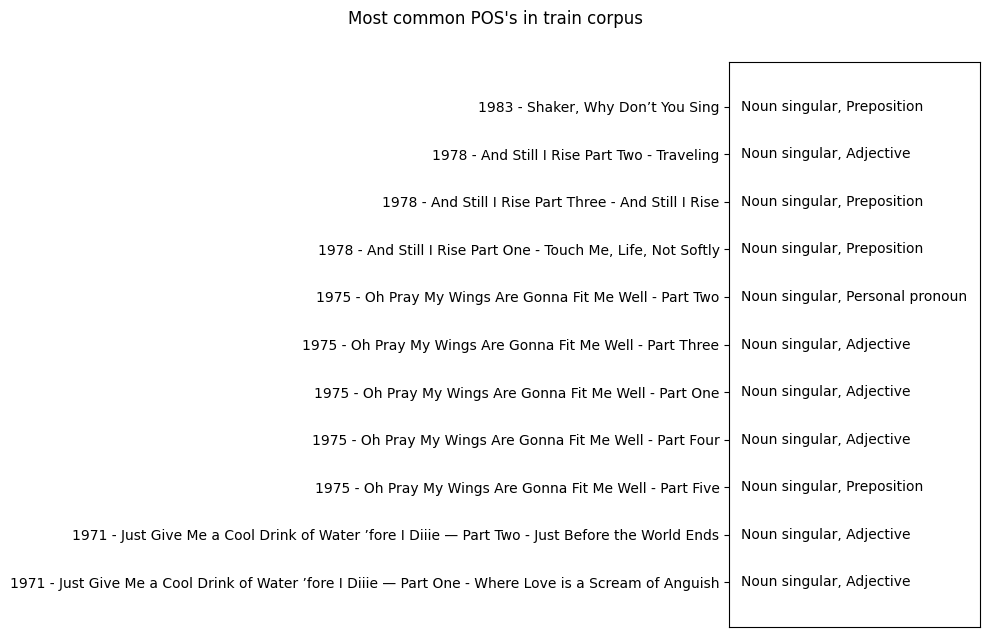 Most common POS's in train corpus
1983 - Shaker, Why Don’t You Sing Noun singular, Preposition
1978 - And Still I Rise Part Two - Traveling Noun singular, Adjective
1978 - And Still I Rise Part Three - And Still I Rise Noun singular, Preposition
1978 - And Still I Rise Part One - Touch Me, Life, Not Softly Noun singular, Preposition
1975 - Oh Pray My Wings Are Gonna Fit Me Well - Part Two Noun singular, Personal pronoun
1975 - Oh Pray My Wings Are Gonna Fit Me Well - Part Three Noun singular, Adjective
1975 - Oh Pray My Wings Are Gonna Fit Me Well - Part One Noun singular, Adjective
1975 - Oh Pray My Wings Are Gonna Fit Me Well - Part Four Noun singular, Adjective
1975 - Oh Pray My Wings Are Gonna Fit Me Well - Part Five Noun singular, Preposition
1971 - Just Give Me a Cool Drink of Water ’fore I Diiie — Part Two - Just Before the World Ends Noun singular, Adjective
1971 - Just Give Me a Cool Drink of Water ’fore I Diiie — Part One - Where Love is a Scream of Anguish Noun singular, Adjective